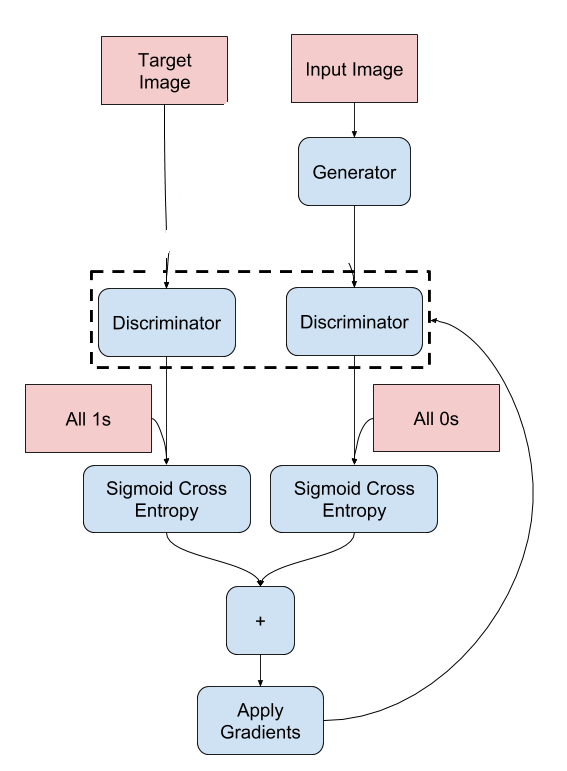 Target
Image
Input Image
Generator
Discriminator
Discriminator
All 1s
All 0s
Sigmoid Cross
Entropy
Sigmoid Cross
Entropy
+
Apply
Gradients